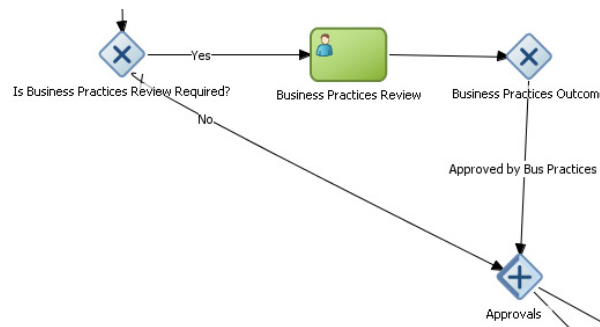 Yes
Is Business Practices Review Required?
Business Practices Review
Business Practices Outcom
No
Approved by Bus Practices
Approvals